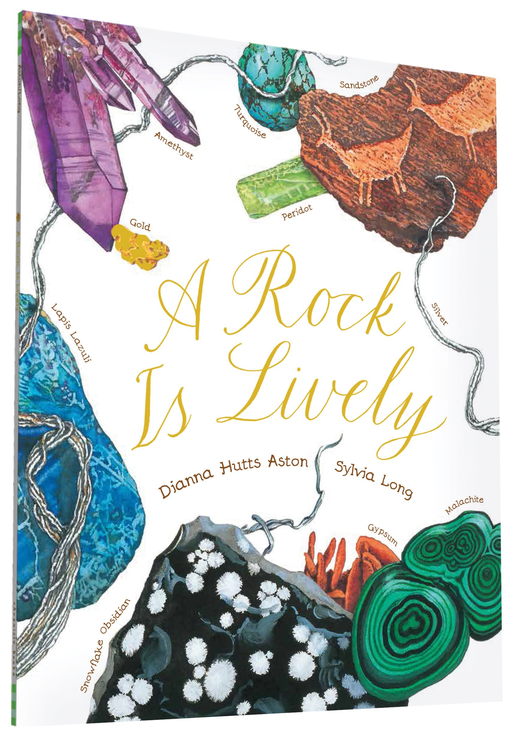 Sandstone
Turquoise
Amethyst
Peridot
Gold
A Rock
Is Lively
Silver
Lapis Lazuli
Dianna Hutts Aston
Sylvia Long
Malachite
Gypsum
Snowflake Obsidian